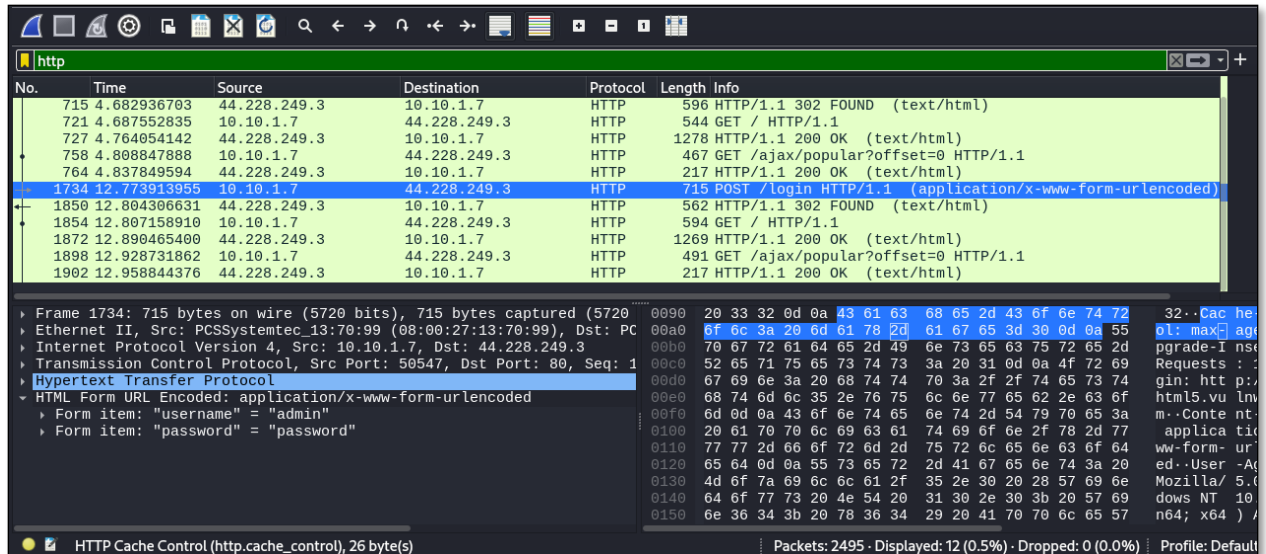 http
No. Time Source Destination Protocol Length Info
715 4.682936703 44.228.249.3 10.10.1.7 HTTP 596 HTTP/1.1 302 FOUND (text/html)
721 4.687552835 10.10.1.7 44.228.249.3 HTTP 544 GET / HTTP/1.1
727 4.764054142 44.228.249.3 10.10.1.7 HTTP 1278 HTTP/1.1 200 OK (text/html)
758 4.808847888 10.10.1.7 44.228.249.3 HTTP 467 GET /ajax/popular?offset=0 HTTP/1.1
764 4.837849594 44.228.249.3 10.10.1.7 HTTP 217 HTTP/1.1 200 OK (text/html)
1734 12.773913955 10.10.1.7 44.228.249.3 HTTP 715 POST /login HTTP/1.1 (application/x-www-form-urlencoded)
1850 12.804306631 44.228.249.3 10.10.1.7 HTTP 562 HTTP/1.1 302 FOUND (text/html)
1854 12.807158910 10.10.1.7 44.228.249.3 HTTP 594 GET / HTTP/1.1
1872 12.890465400 44.228.249.3 10.10.1.7 HTTP 1269 HTTP/1.1 200 OK (text/html)
1898 12.928731862 10.10.1.7 44.228.249.3 HTTP 491 GET /ajax/popular?offset=0 HTTP/1.1
1902 12.958844376 44.228.249.3 10.10.1.7 HTTP 217 HTTP/1.1 200 OK (text/html)
Frame 1734: 715 bytes on wire (5720 bits), 715 bytes captured (5720
Ethernet II, Src: PCSSystemtec_13:70:99 (08:00:27:13:70:99), Dst: PC
Internet Protocol Version 4, Src: 10.10.1.7, Dst: 44.228.249.3
Transmission Control Protocol, Src Port: 50547, Dst Port: 80, Seq: 1
Hypertext Transfer Protocol
HTML Form URL Encoded: application/x-www-form-urlencoded
Form item: "username" = "admin"
Form item: "password" = "password"
0090 20 33 32 0d 0a 43 61 63 68 65 2d 43 6f 6e 74 72 32··Cac he-
00a0 6f 6c 3a 20 6d 61 78 2d 61 67 65 3d 30 0d 0a 55 ol: max- age
00b0 70 67 72 61 64 65 2d 49 6e 73 65 63 75 72 65 2d pgrade-I nse
00c0 52 65 71 75 65 73 74 73 3a 20 31 0d 0a 4f 72 69 Requests :
00d0 67 69 6e 3a 20 68 74 74 70 3a 2f 2f 74 65 73 74 gin: htt p:/
00e0 68 74 6d 6c 35 2e 76 75 6c 6e 77 65 62 2e 63 6f html5.vu lnw
00f0 6d 0d 0a 43 6f 6e 74 65 6e 74 2d 54 79 70 65 3a m··Conte nt-
0100 20 61 70 70 6c 69 63 61 74 69 6f 6e 2f 78 2d 77 applica tio
0110 77 77 2d 66 6f 72 6d 2d 75 72 6c 65 6e 63 6f 64 ww-form- url
0120 65 64 0d 0a 55 73 65 72 2d 41 67 65 6e 74 3a 20 ed··User -Ag
0130 4d 6f 7a 69 6c 6c 61 2f 35 2e 30 20 28 57 69 6e Mozilla/ 5.0
0140 64 6f 77 73 20 4e 54 20 31 30 2e 30 3b 20 57 69 dows NT 10.
0150 6e 36 34 3b 20 78 36 34 29 20 41 70 70 6c 65 57 n64; x64 ) A
HTTP Cache Control (http.cache_control), 26 byte(s) Packets: 2495 · Displayed: 12 (0.5%) · Dropped: 0 (0.0%) Profile: Default